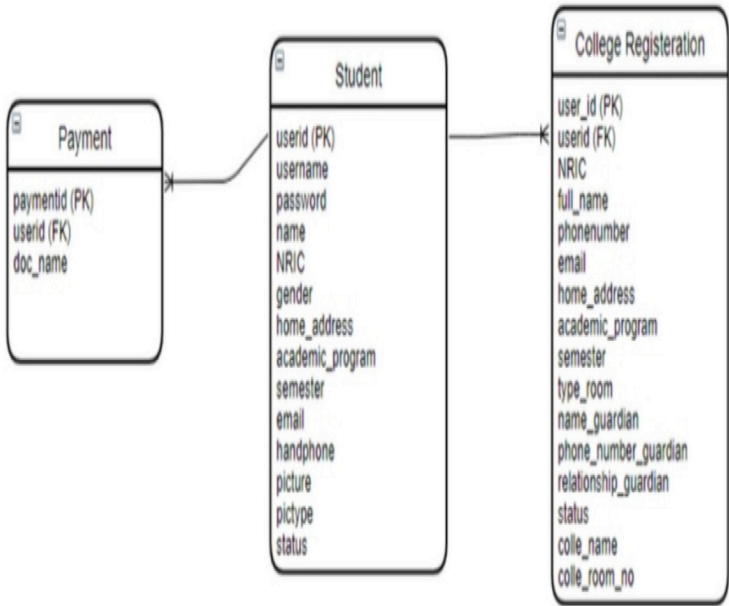 Payment
paymentid (PK)
userid (FK)
doc_name
Student
userid (PK)
username
password
name
NRIC
gender
home_address
academic_program
semester
email
handphone
picture
pictype
status
College Registeration
user_id (PK)
userid (FK)
NRIC
full_name
phonenumber
email
home_address
academic_program
semester
type_room
name_guardian
phone_number_guardian
relationship_guardian
status
colle_name
colle_room_no